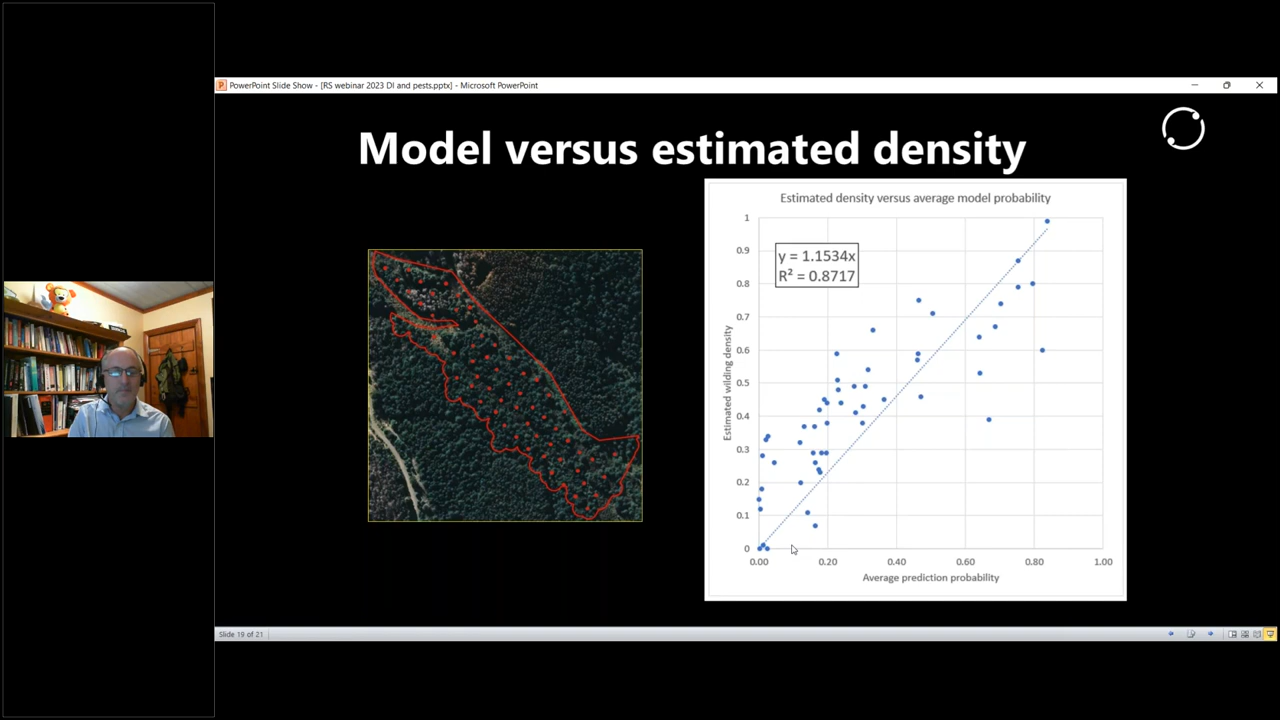 PowerPoint Slide Show - [RS webinar 2023 DI and pests.pptx] - Microsoft PowerPoint
Model versus estimated density
Estimated density versus average model probability
y = 1.1534x
R² = 0.8717
Estimated wilding density
1
0.9
0.8
0.7
0.6
0.5
0.4
0.3
0.2
0.1
0
0.00 0.20 0.40 0.60 0.80 1.00
Average prediction probability
Slide 19 of 21